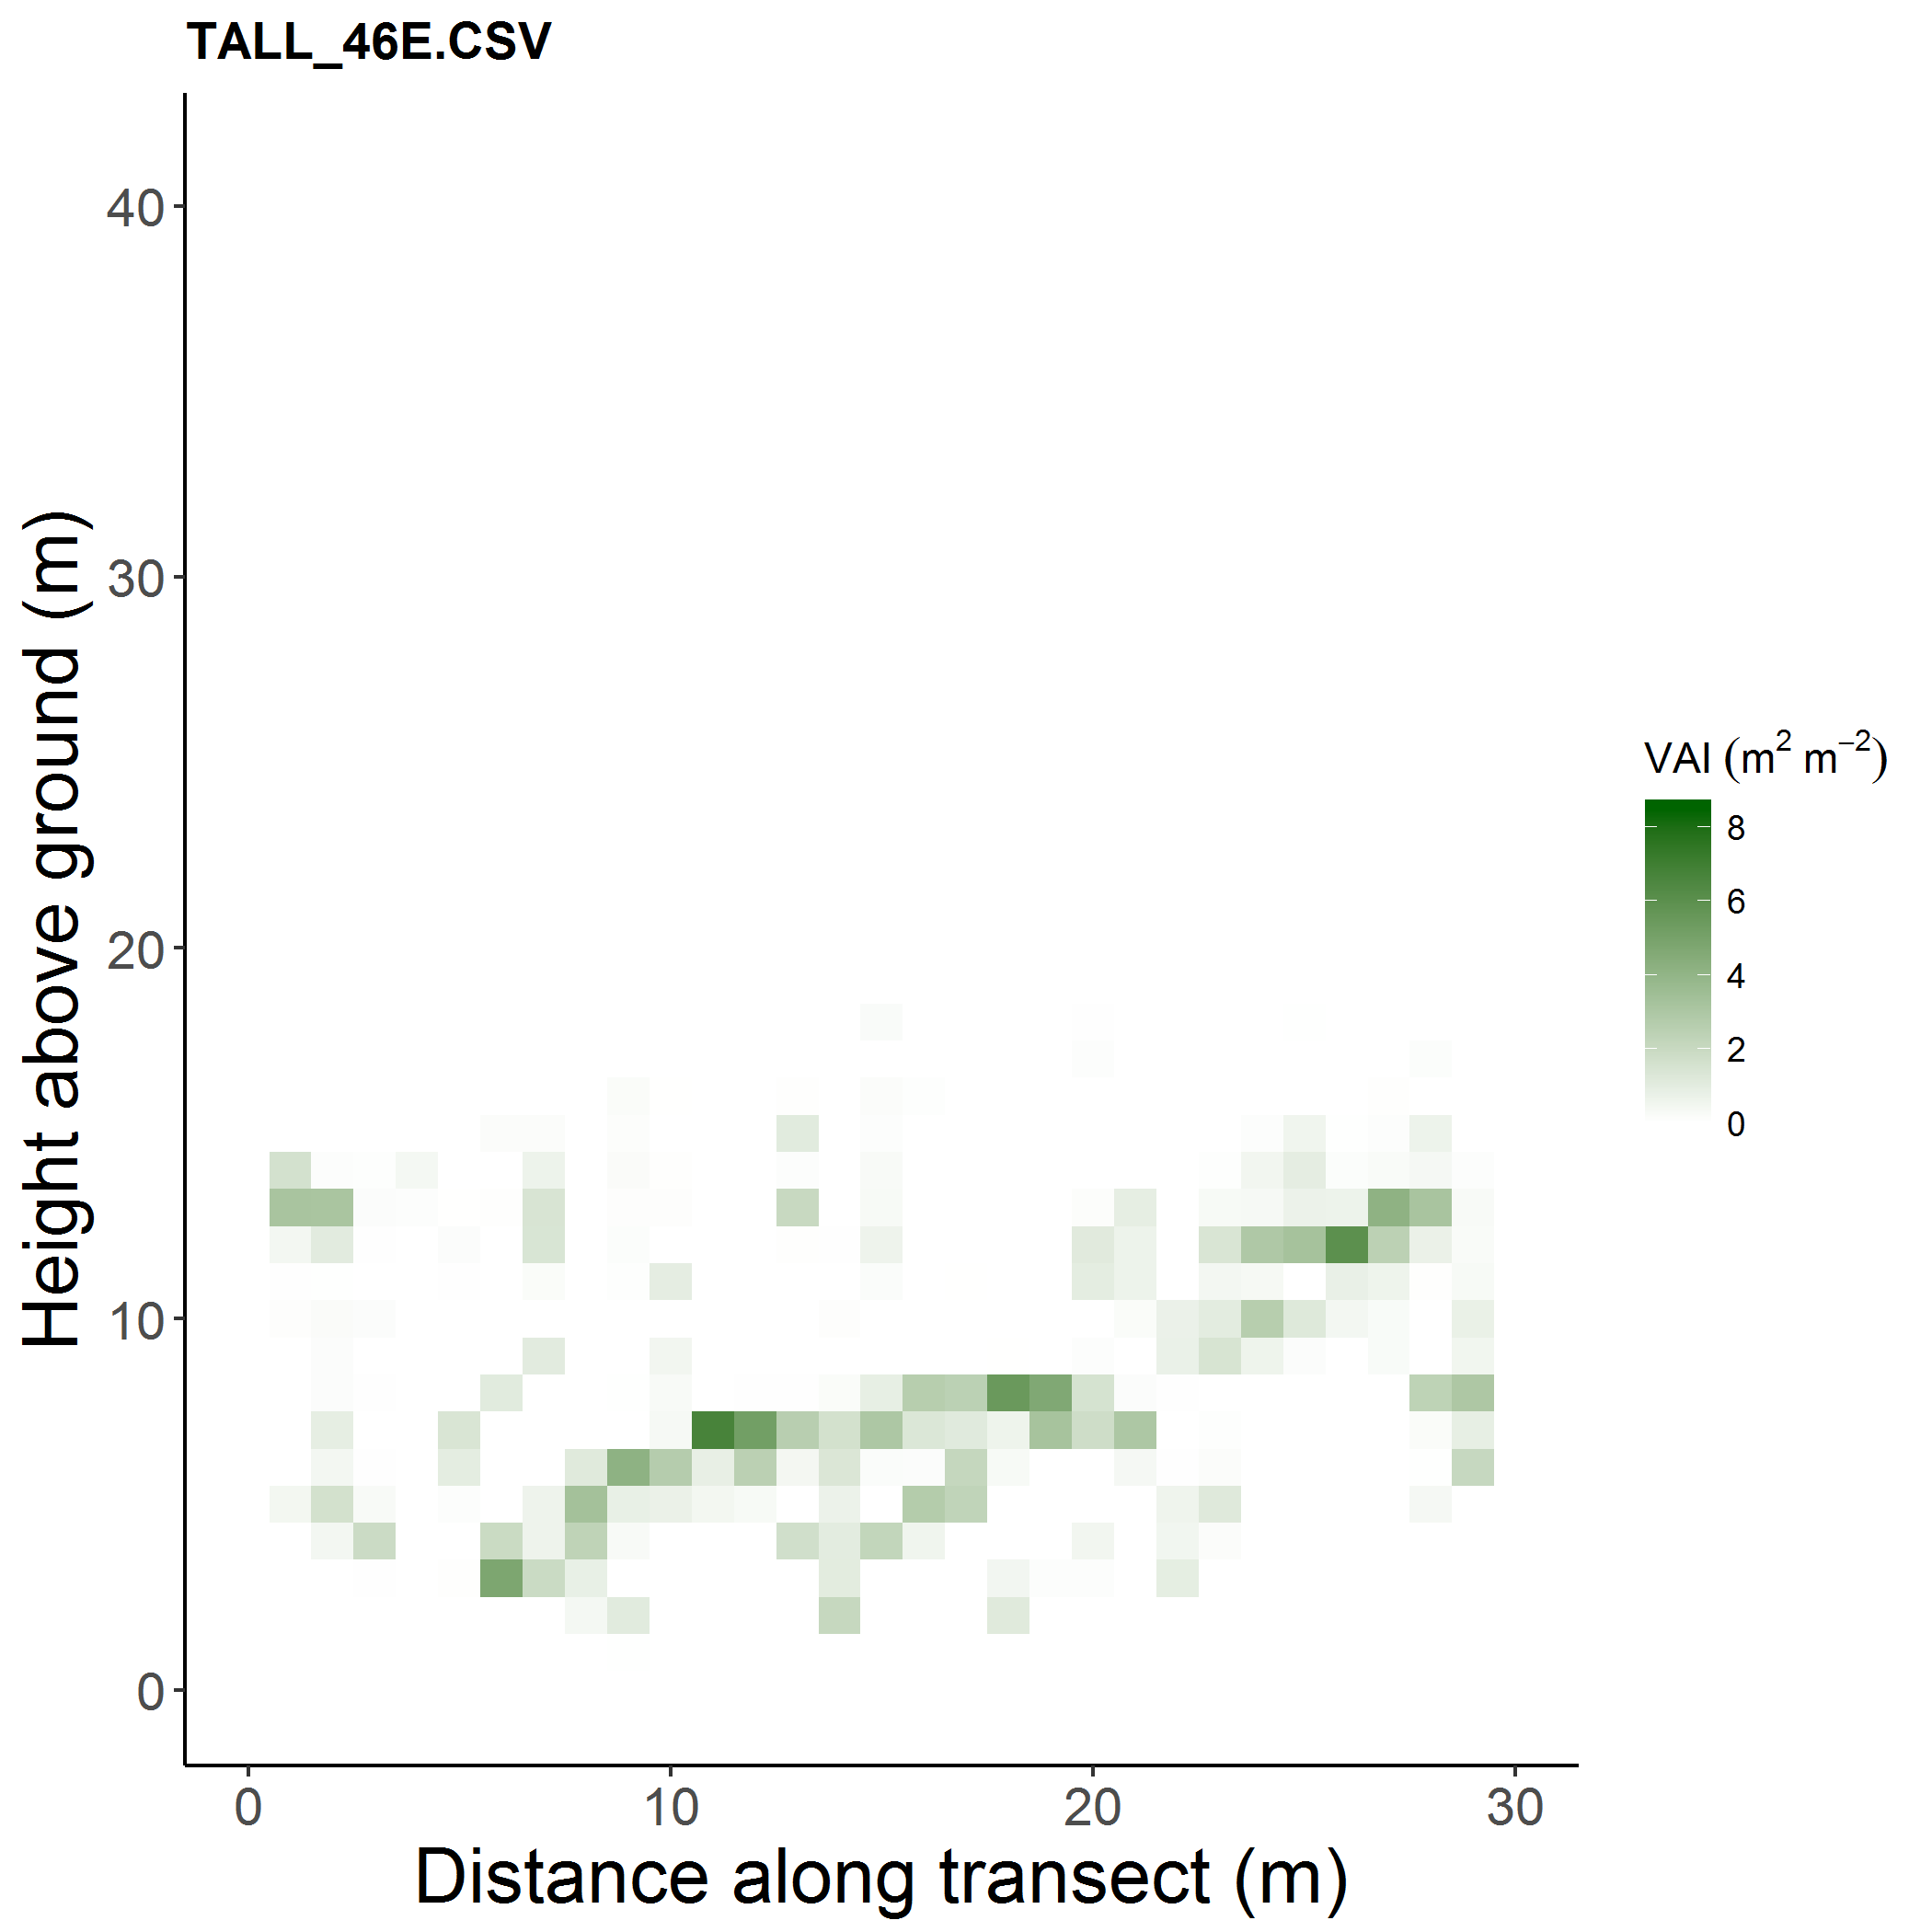 TALL_46E.CSV
Height above ground (m)
40
30
20
10
0
0 10 20 30
Distance along transect (m)
VAI (m² m⁻²)
8
6
4
2
0